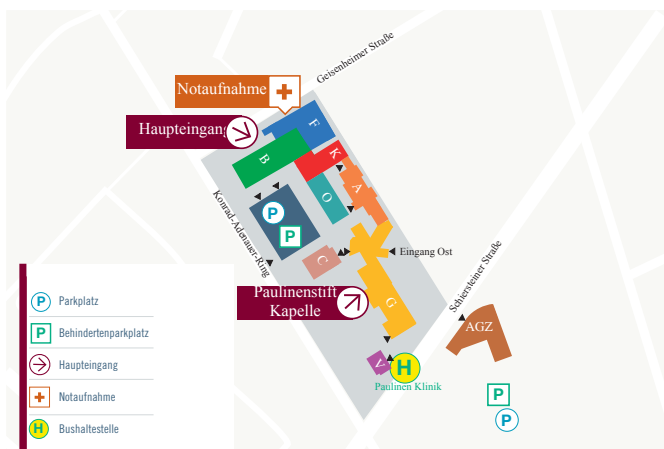 Geisenheimer Straße
Notaufnahme
Haupteingang
F
B
K
A
O
P
P
Konrad-Adenauer-Ring
C
Eingang Ost
Schiersteiner Straße
Paulinenstift
Kapelle
G
AGZ
V
H
Paulinen Klinik
P
P
P Parkplatz
P Behindertenparkplatz
Haupteingang
Notaufnahme
H Bushaltestelle